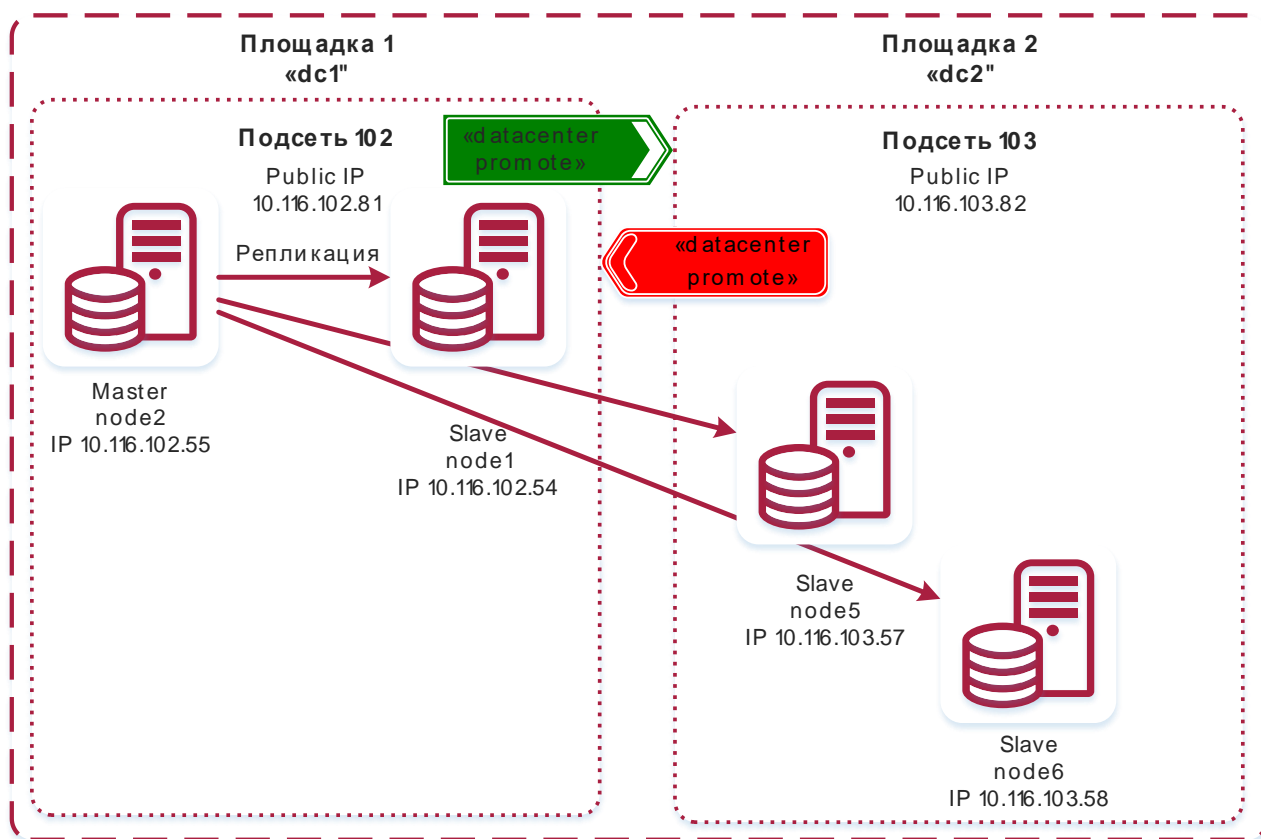 Площадка 1
«dc1"
Подсеть 102
Public IP
10.116.102.81
«datacenter
promote»
Репликация
Master
node2
IP 10.116.102.55
Slave
node1
IP 10.116.102.54
Площадка 2
«dc2"
Подсеть 103
Public IP
10.116.103.82
«datacenter
promote»
Slave
node5
IP 10.116.103.57
Slave
node6
IP 10.116.103.58